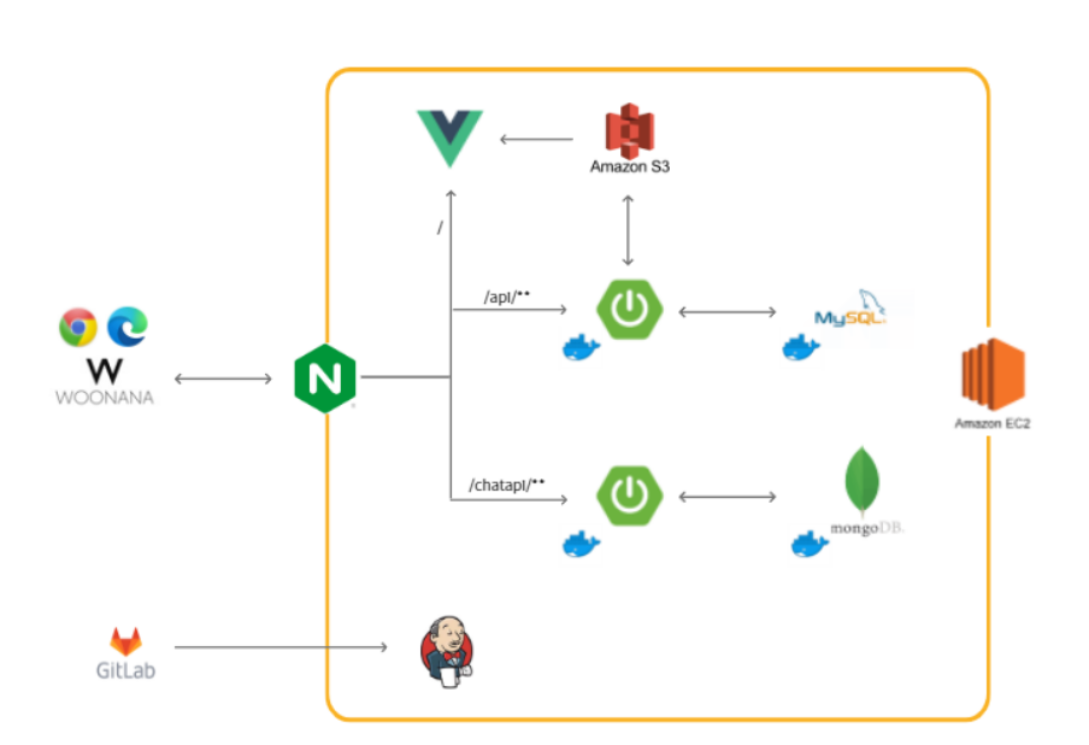 Amazon S3
/
/api/**
MySQL
W
WOONANA
N
Amazon EC2
/chatapi/**
mongoDB.
GitLab